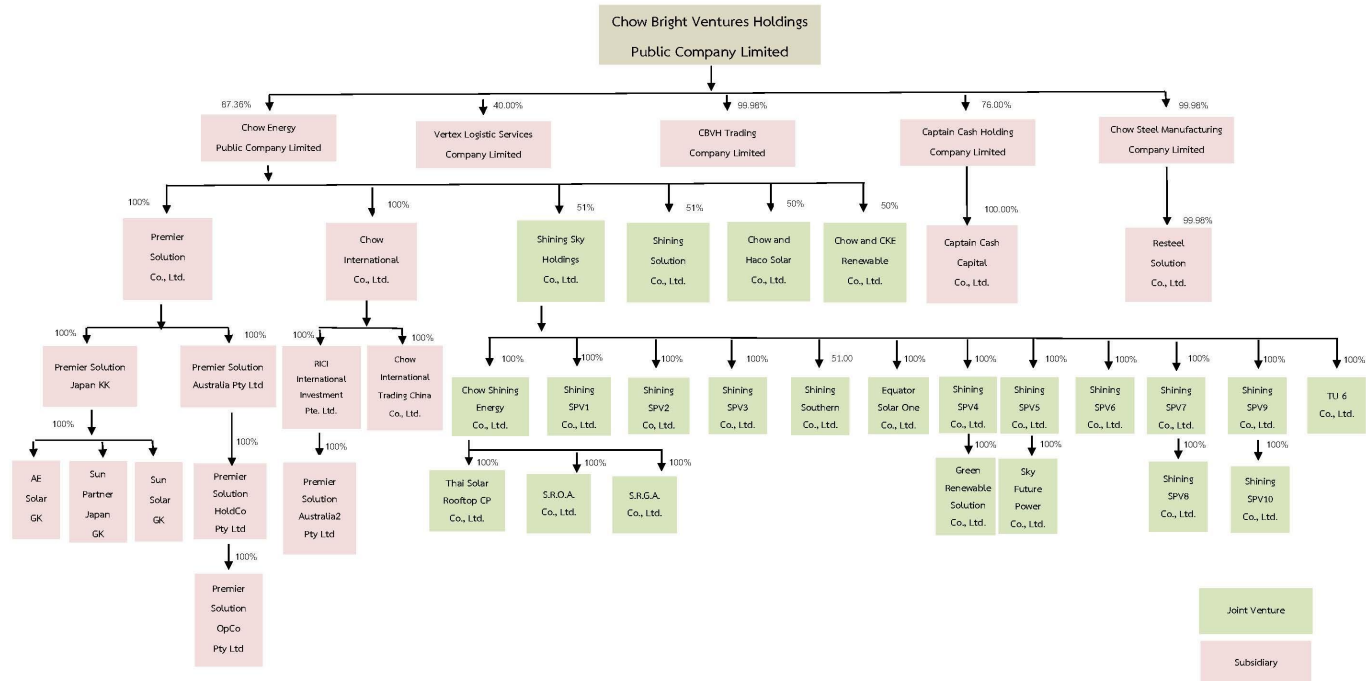 Chow Bright Ventures Holdings
Public Company Limited
87.36%
40.00%
99.98%
76.00%
99.98%
Chow Energy
Public Company Limited
Vertex Logistic Services
Company Limited
CBVH Trading
Company Limited
Captain Cash Holding
Company Limited
Chow Steel Manufacturing
Company Limited
100%
100%
51%
51%
50%
50%
100.00%
99.98%
Premier
Solution
Co., Ltd.
Chow
International
Co., Ltd.
Shining Sky
Holdings
Co., Ltd.
Shining
Solution
Co., Ltd.
Chow and
Haco Solar
Co., Ltd.
Chow and CKE
Renewable
Co., Ltd.
Captain Cash
Capital
Co., Ltd.
Resteel
Solution
Co., Ltd.
100%
100%
100%
100%
Premier Solution
Japan KK
Premier Solution
Australia Pty Ltd
RICI
International
Investment
Pte. Ltd.
Chow
International
Trading China
Co., Ltd.
100%
100%
100%
100%
51.00
100%
100%
100%
100%
100%
100%
100%
Chow Shining
Energy
Co., Ltd.
Shining
SPV1
Co., Ltd.
Shining
SPV2
Co., Ltd.
Shining
SPV3
Co., Ltd.
Shining
Southern
Co., Ltd.
Equator
Solar One
Co., Ltd.
Shining
SPV4
Co., Ltd.
Shining
SPV5
Co., Ltd.
Shining
SPV6
Co., Ltd.
Shining
SPV7
Co., Ltd.
Shining
SPV9
Co., Ltd.
TU 6
Co., Ltd.
100%
100%
100%
100%
100%
100%
100%
100%
100%
100%
AE
Solar
GK
Sun
Partner
Japan
GK
Sun
Solar
GK
Premier
Solution
HoldCo
Pty Ltd
Premier
Solution
Australia2
Pty Ltd
Thai Solar
Rooftop CP
Co., Ltd.
S.R.O.A.
Co., Ltd.
S.R.G.A.
Co., Ltd.
Green
Renewable
Solution
Co., Ltd.
Sky
Future
Power
Co., Ltd.
Shining
SPV8
Co., Ltd.
Shining
SPV10
Co., Ltd.
100%
Premier
Solution
OpCo
Pty Ltd
Joint Venture
Subsidiary